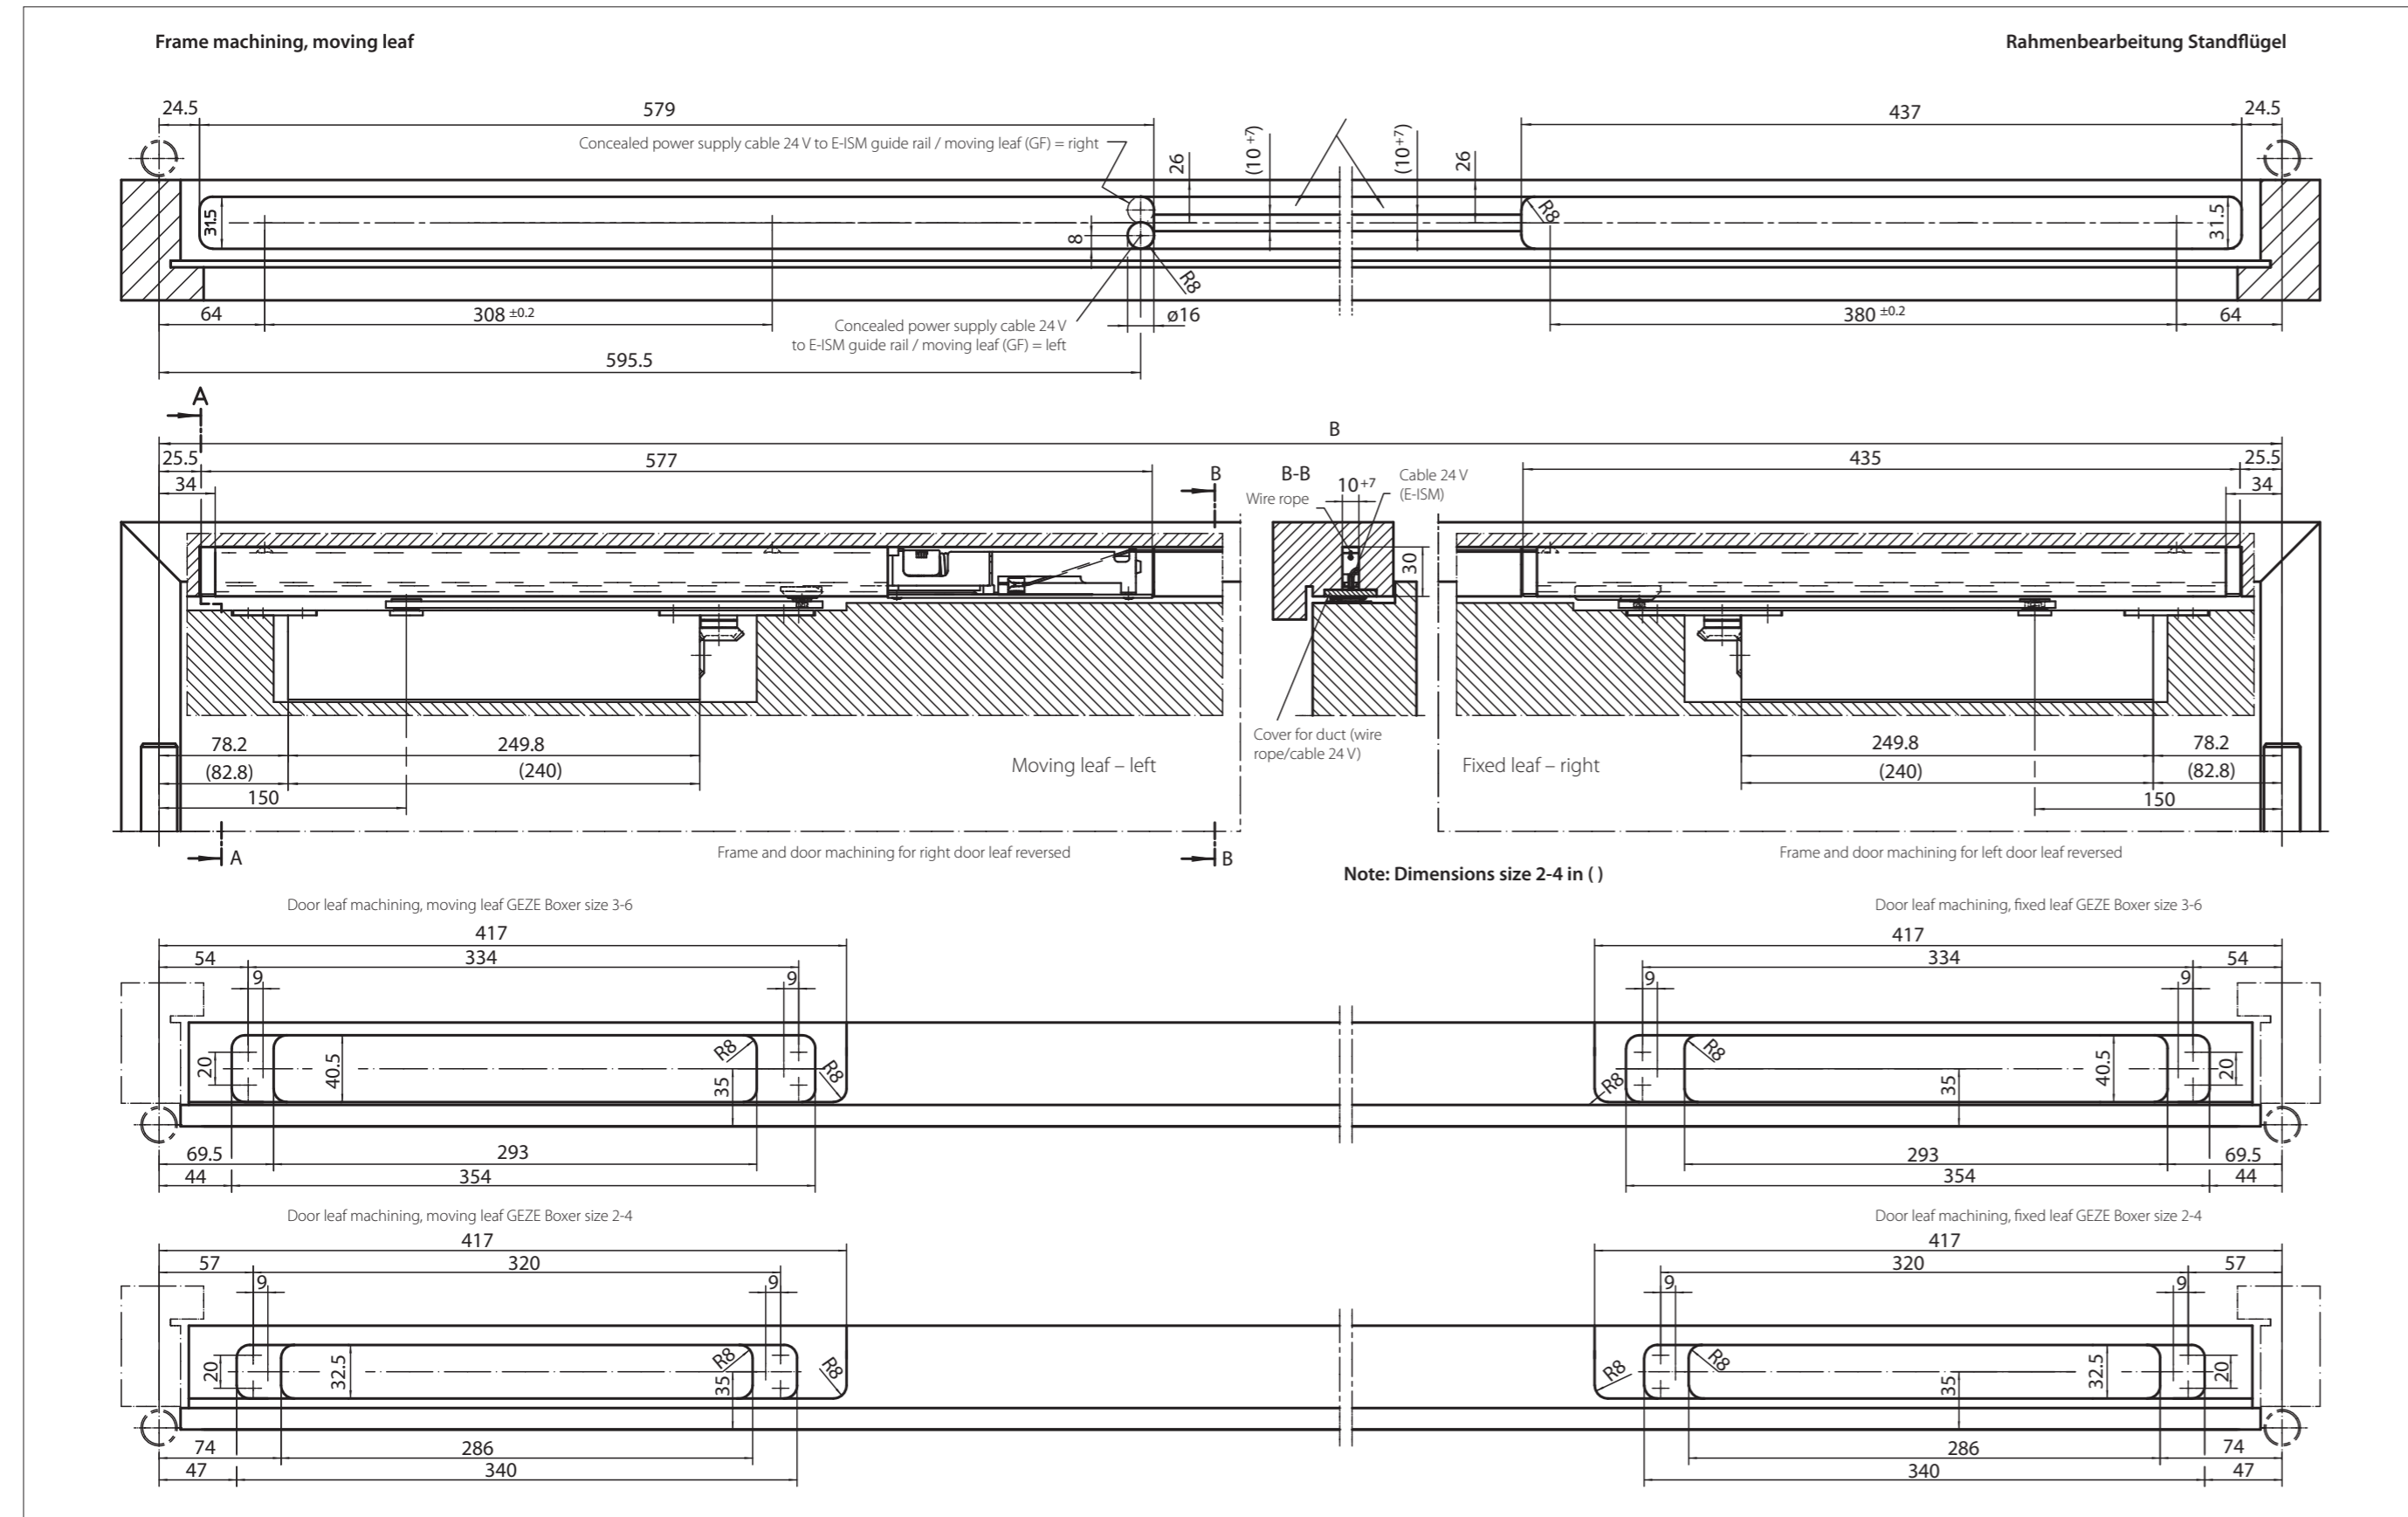 Frame machining, moving leaf
Rahmenbearbeitung Standflügel
24.5
579
437
24.5
Concealed power supply cable 24 V to E-ISM guide rail / moving leaf (GF) = right
26
(10 +7)
(10 +7)
26
31.5
8
R8
R8
31.5
64
308 ±0.2
Concealed power supply cable 24 V
to E-ISM guide rail / moving leaf (GF) = left
ø16
380 ±0.2
64
595.5
A
B
25.5
577
B
B-B
Cable 24 V
(E-ISM)
435
25.5
34
Wire rope
10 +7
34
30
78.2
249.8
Cover for duct (wire
rope/cable 24 V)
249.8
78.2
(82.8)
(240)
Moving leaf – left
Fixed leaf – right
(240)
(82.8)
150
150
A
Frame and door machining for right door leaf reversed
B
Frame and door machining for left door leaf reversed
Note: Dimensions size 2-4 in ( )
Door leaf machining, moving leaf GEZE Boxer size 3-6
Door leaf machining, fixed leaf GEZE Boxer size 3-6
417
417
54
334
334
54
9
9
9
9
20
40.5
R8
35
R8
R8
R8
35
40.5
20
69.5
293
293
69.5
44
354
354
44
Door leaf machining, moving leaf GEZE Boxer size 2-4
Door leaf machining, fixed leaf GEZE Boxer size 2-4
417
417
57
320
320
57
9
9
9
9
20
32.5
R8
35
R8
R8
R8
35
32.5
20
74
286
286
74
47
340
340
47